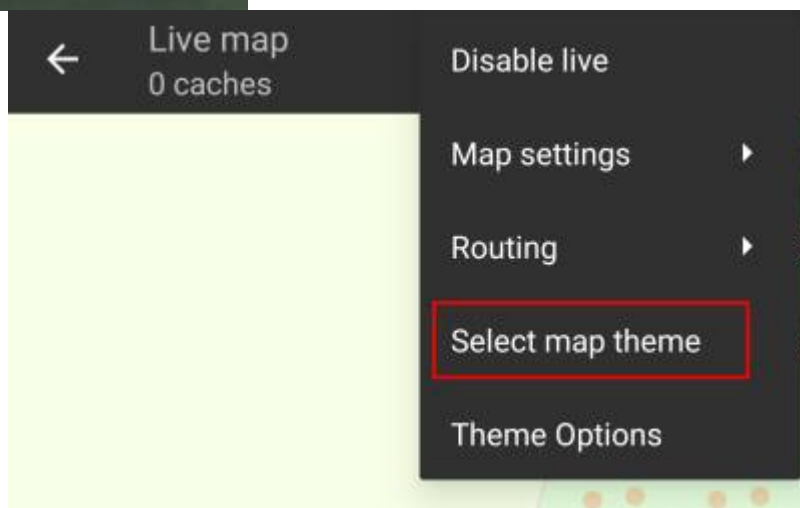 Live map
0 caches
Disable live
Map settings
Routing
Select map theme
Theme Options